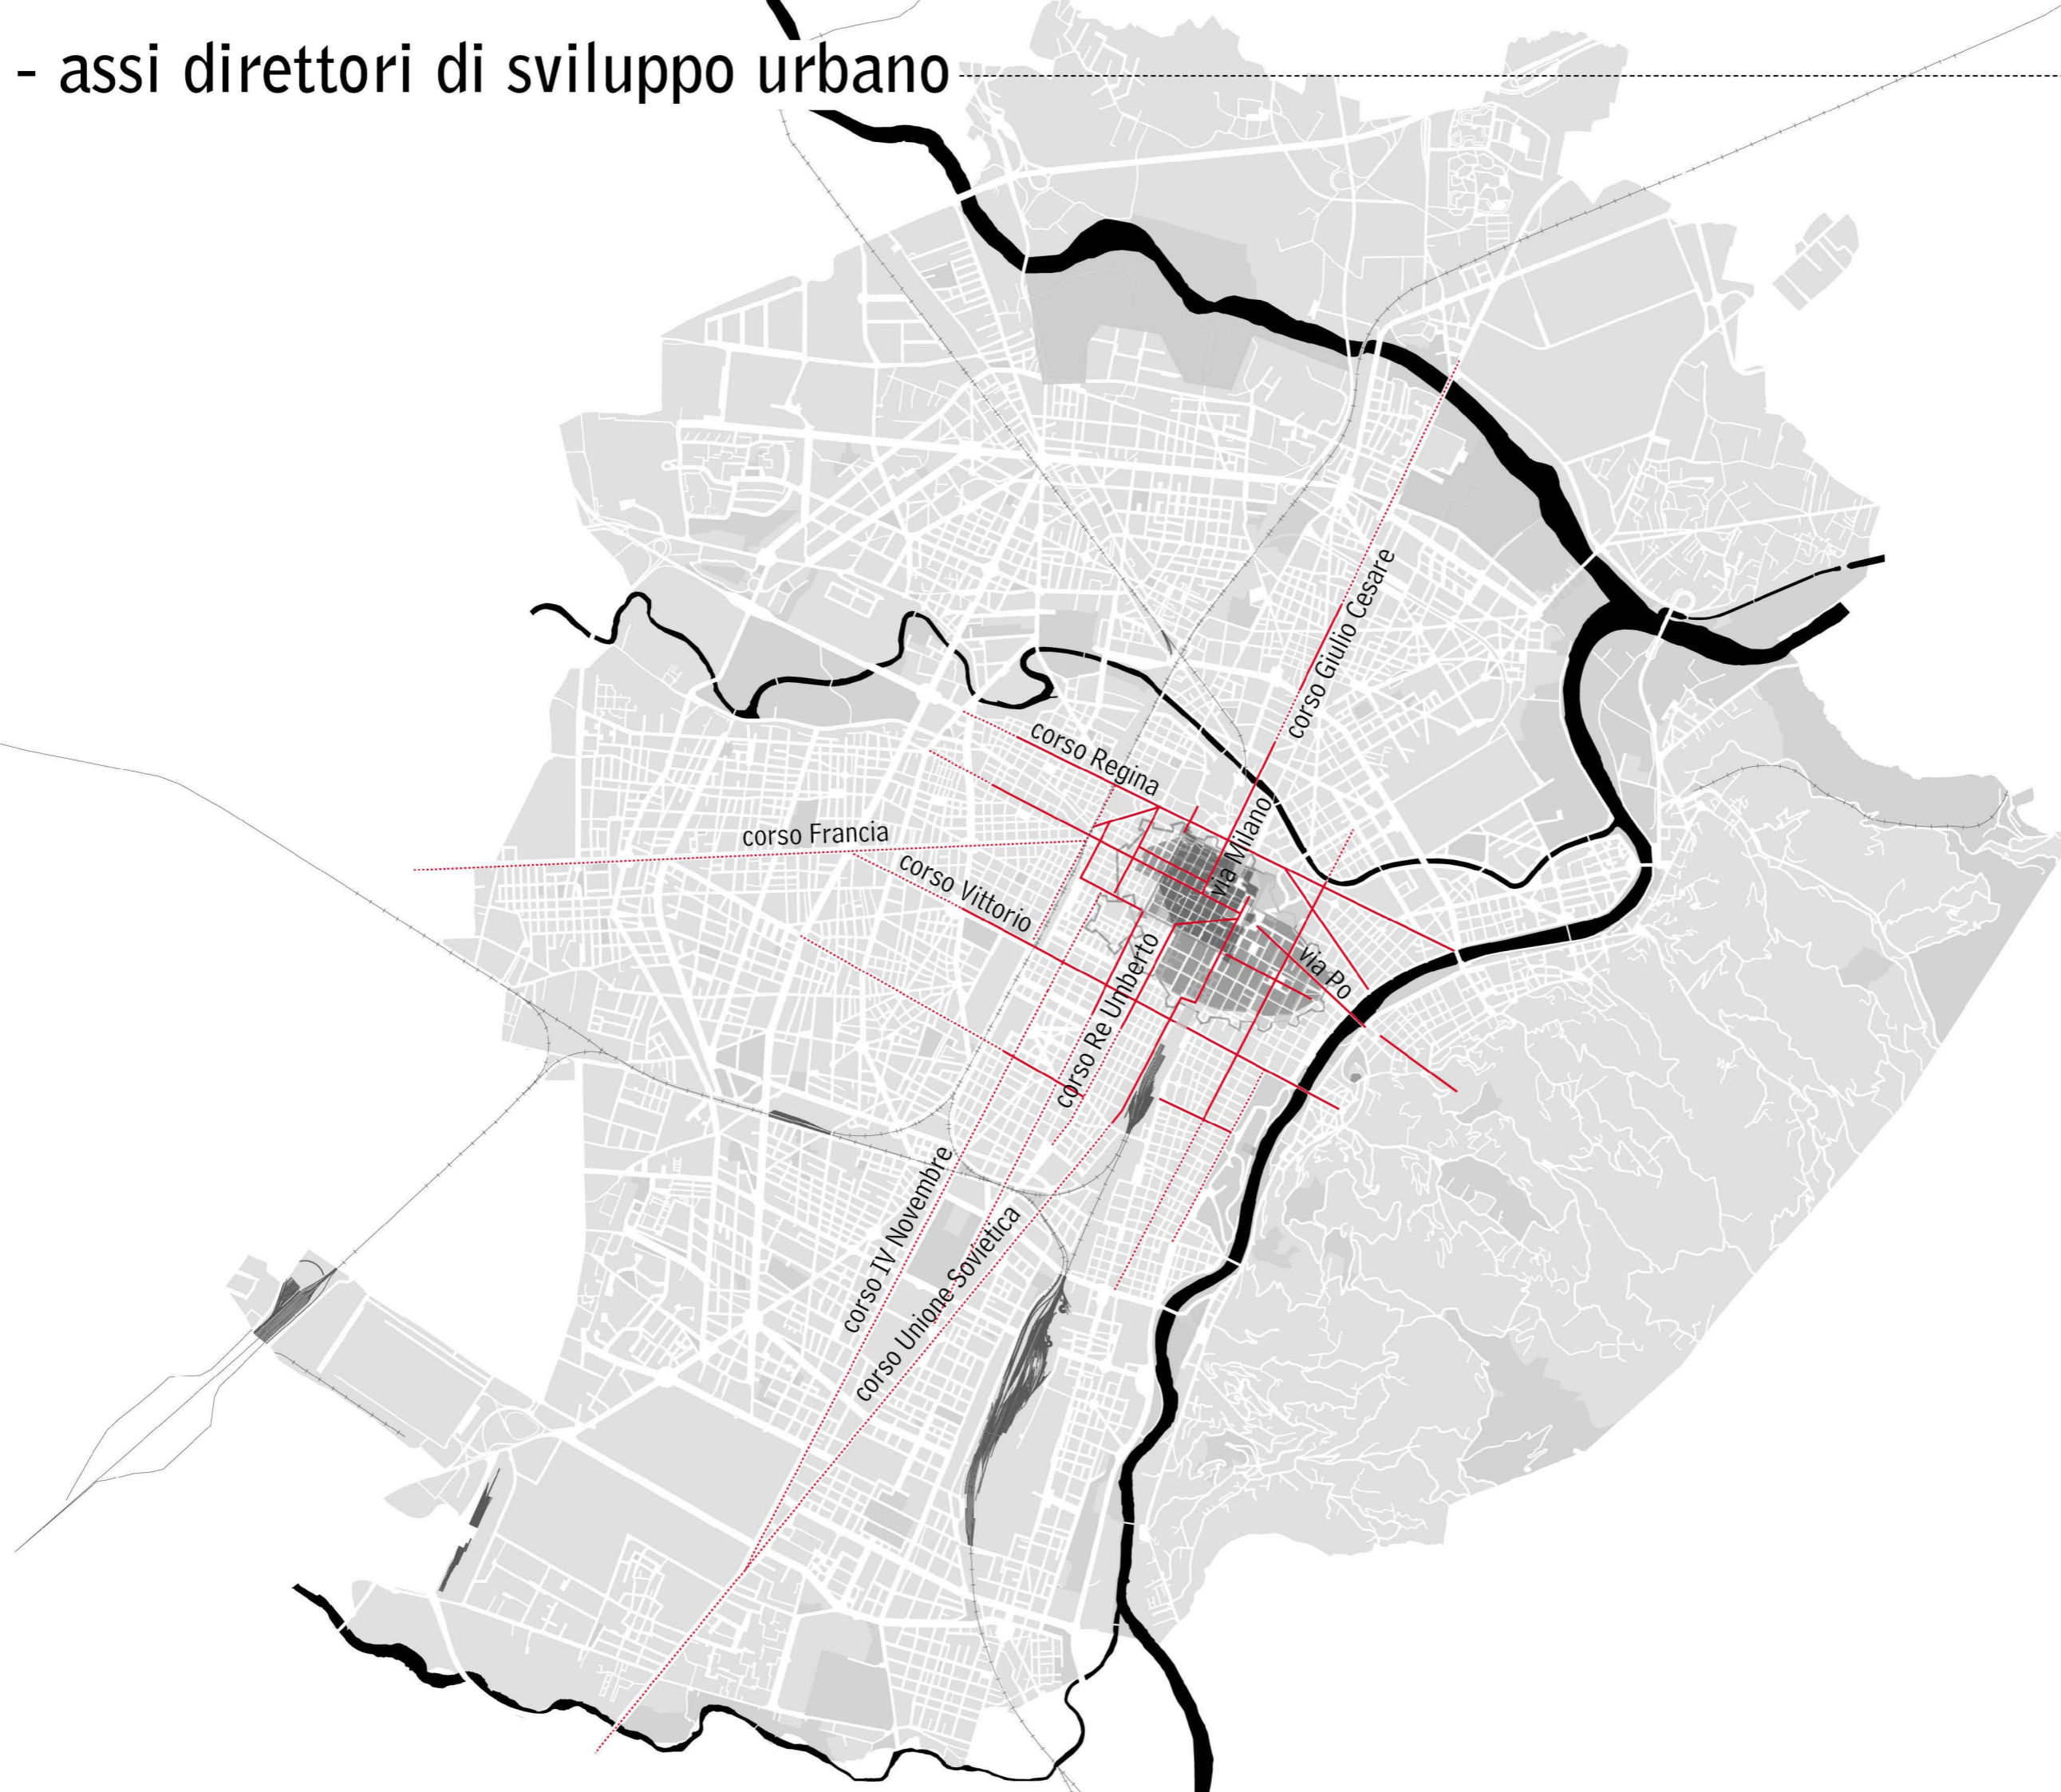 - assi direttori di sviluppo urbano
corso Giulio Cesare
corso Regina
via Milano
corso Francia
corso Vittorio
via Po
corso Re Umberto
corso IV Novembre
corso Unione Sovietica